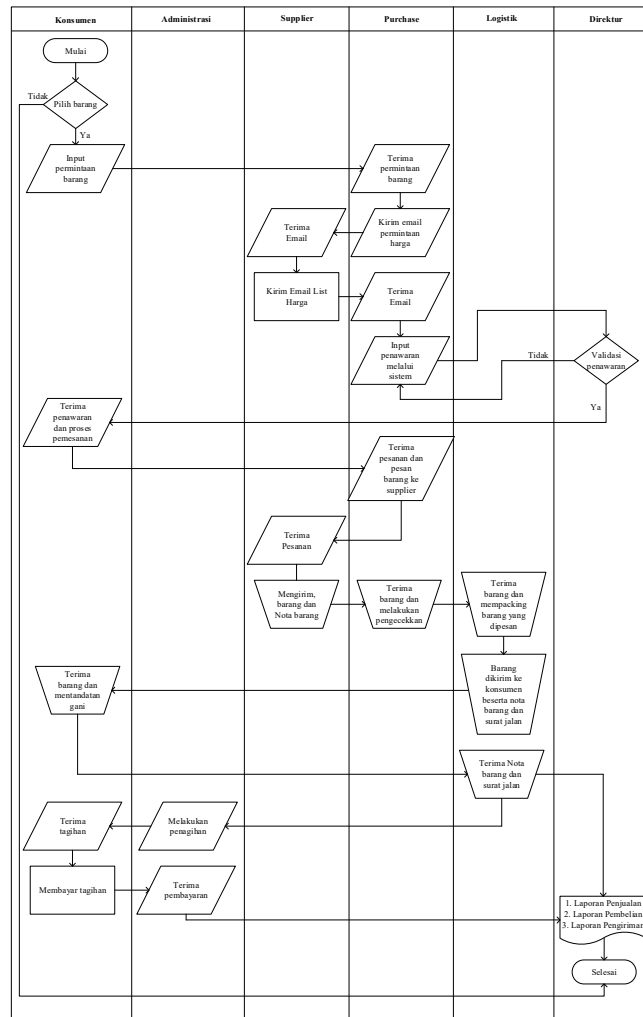 Konsumen
Administrasi
Supplier
Purchase
Logistik
Direktur
Mulai
Tidak
Pilih barang
Ya
Input
permintaan
barang
Terima
permintaan
barang
Terima
Email
Kirim email
permintaan
harga
Kirim Email List
Harga
Terima
Email
Input
penawaran
melalui
sistem
Tidak
Validasi
penawaran
Ya
Terima
penawaran
dan proses
pemesanan
Terima
pesanan dan
pesan
barang ke
supplier
Terima
Pesanan
Mengirim,
barang dan
Nota barang
Terima
barang dan
melakukan
pengecekkan
Terima
barang dan
mempacking
barang yang
dipesan
Terima
barang dan
mentandatan
gani
Barang
dikirim ke
konsumen
beserta nota
barang dan
surat jalan
Terima Nota
barang dan
surat jalan
Terima
tagihan
Melakukan
penagihan
Membayar tagihan
Terima
pembayaran
1. Laporan Penjualan
2. Laporan Pembelian
3. Laporan Pengiriman
Selesai